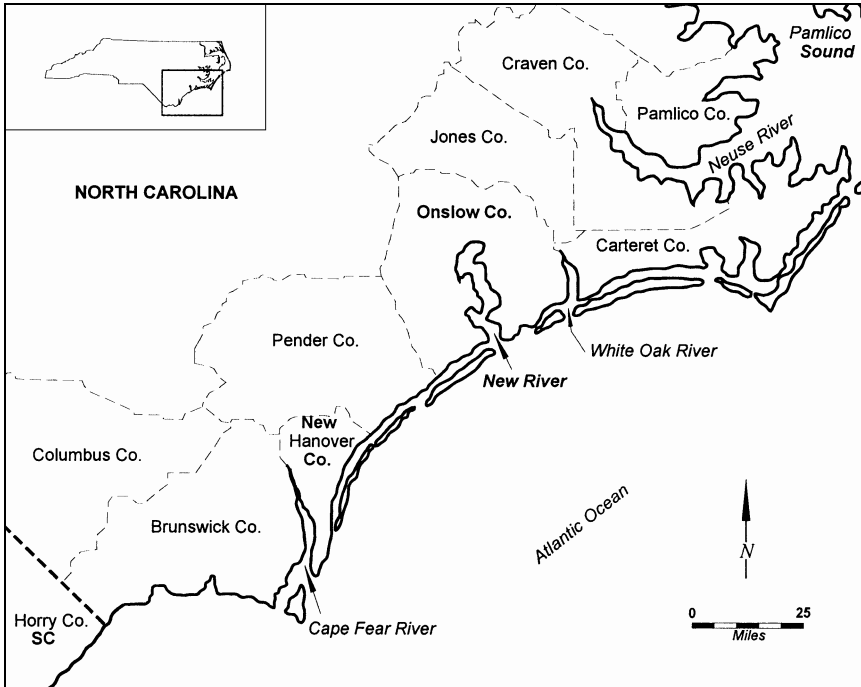 Pamlico
Sound
Craven Co.
Pamlico Co.
Jones Co.
Neuse River
NORTH CAROLINA
Onslow Co.
Carteret Co.
Pender Co.
White Oak River
New River
New
Hanover
Co.
Columbus Co.
Brunswick Co.
Atlantic Ocean
N
Horry Co.
SC
Cape Fear River
0 25
Miles